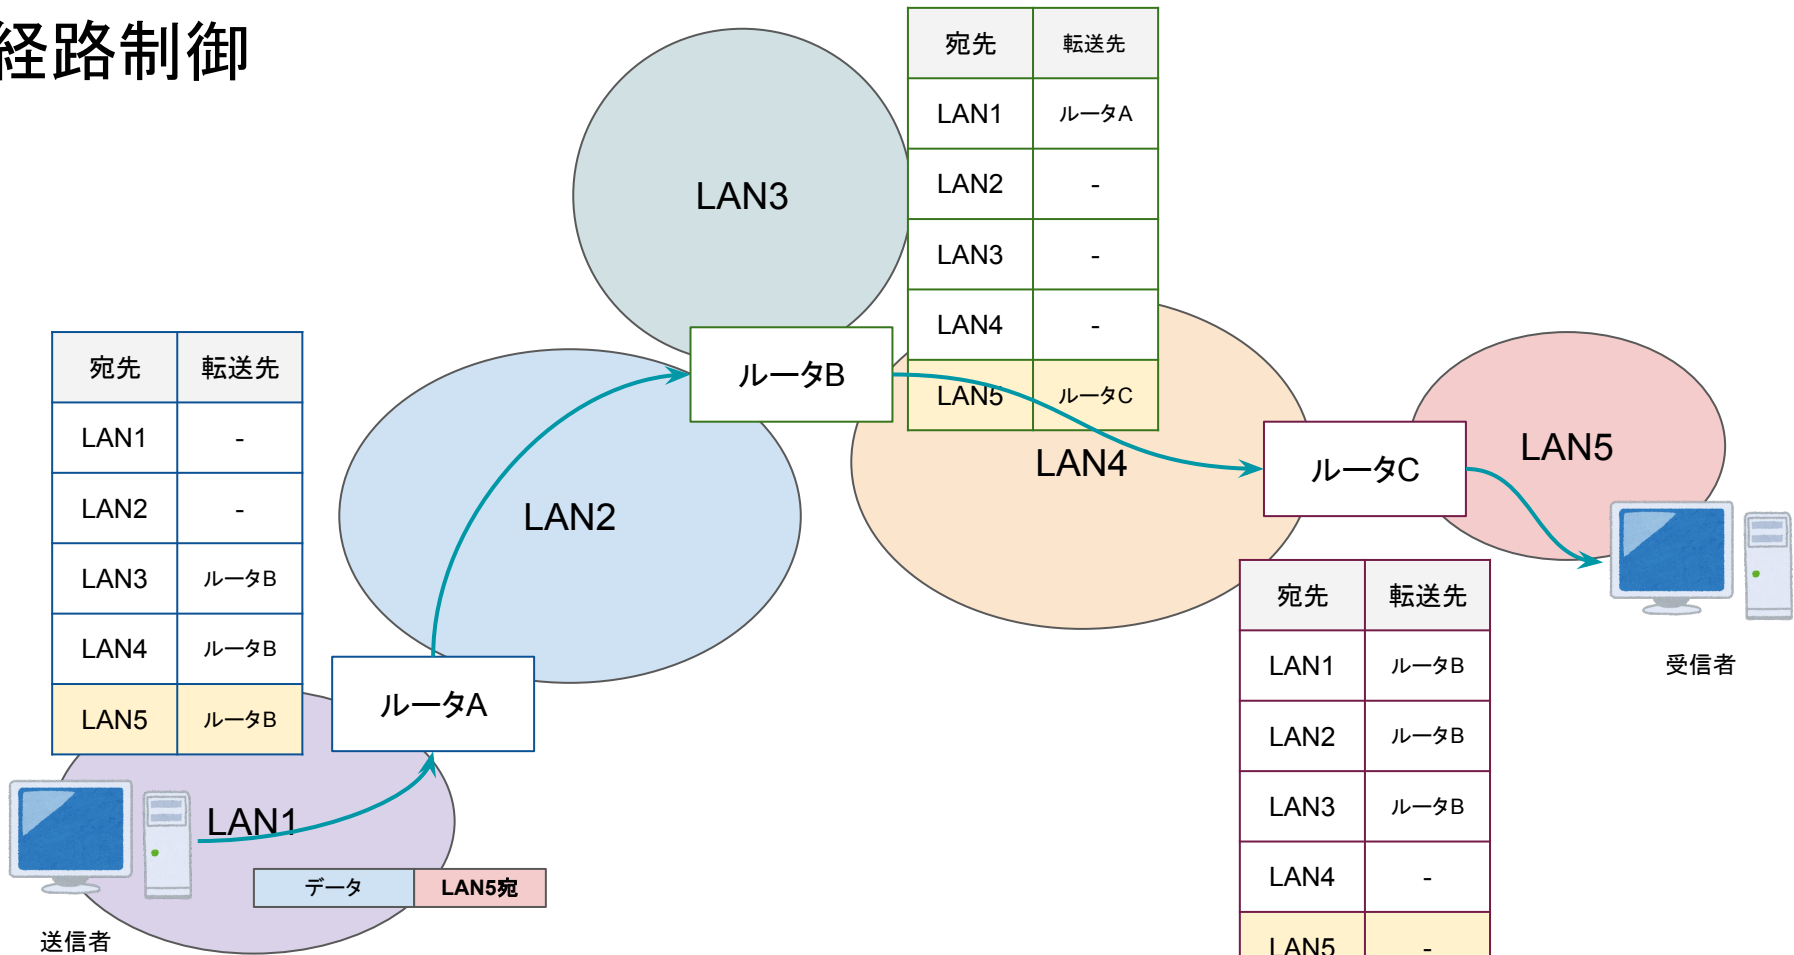 経路制御
宛先 転送先
LAN1 ルータA
LAN2 -
LAN3 -
LAN4 -
LAN5 ルータC
LAN3
ルータB
宛先 転送先
LAN1 -
LAN2 -
LAN3 ルータB
LAN4 ルータB
LAN5 ルータB
LAN2
LAN4
ルータC
LAN5
ルータA
受信者
宛先 転送先
LAN1 ルータB
LAN2 ルータB
LAN3 ルータB
LAN4 -
LAN5 -
LAN1
データ LAN5宛
送信者